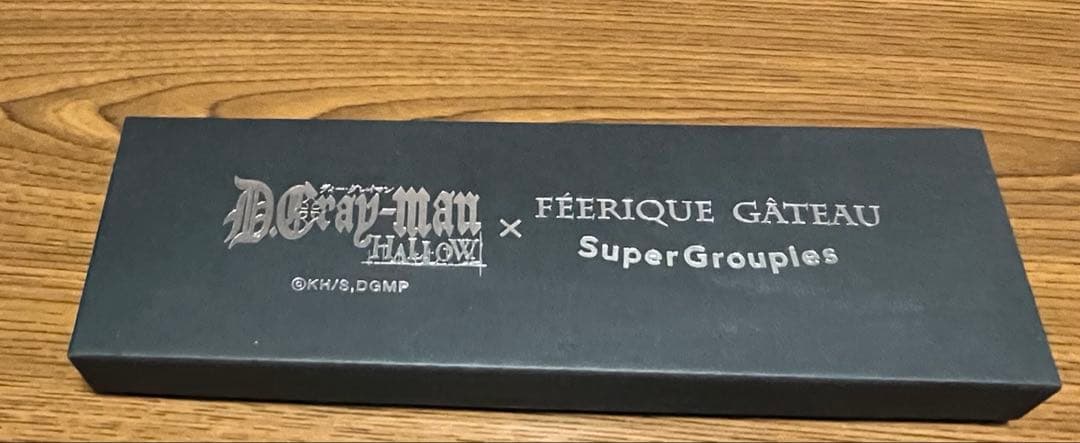 ディー・グレイマン
D.Gray-man
HALLOW
×
FÉERIQUE GÂTEAU
SuperGroupies
©KH/S,DGMP